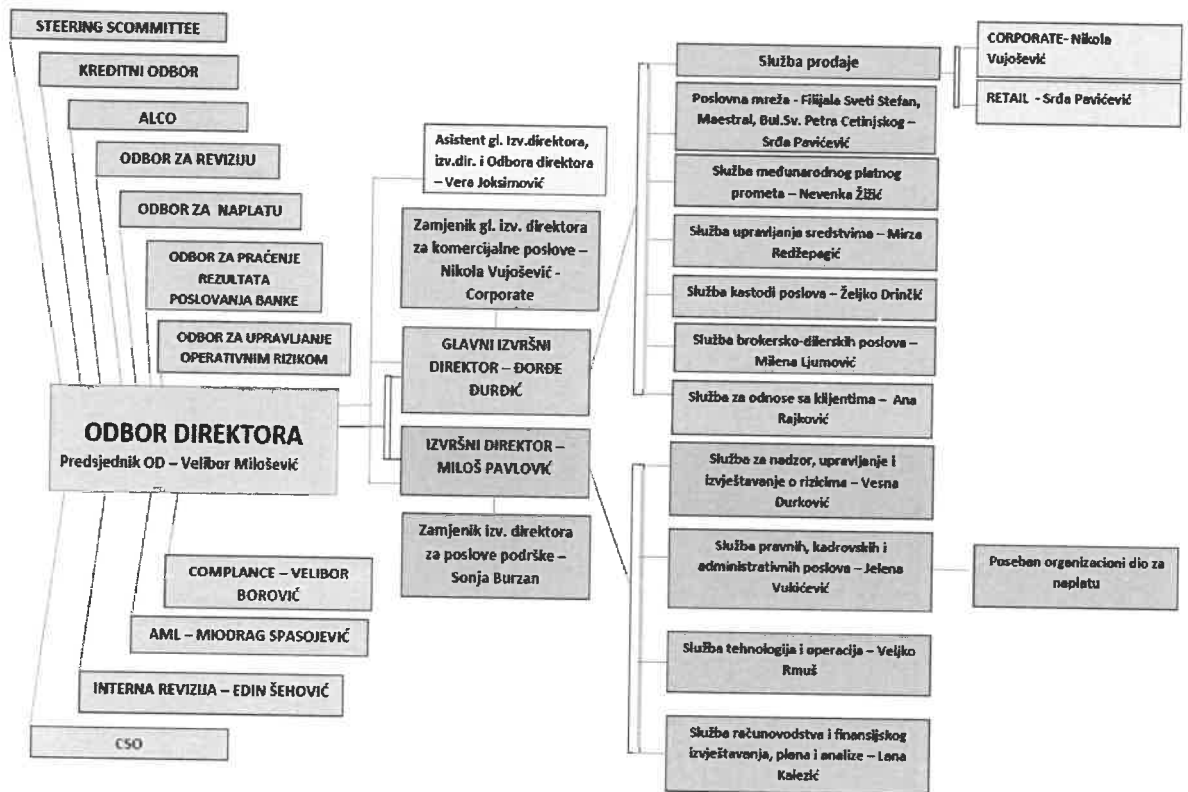 STEERING SCOMMITTEE
KREDITNI ODBOR
ALCO
ODBOR ZA REVIZIJU
ODBOR ZA NAPLATU
ODBOR ZA PRAĆENJE
REZULTATA
POSLOVANJA BANKE
ODBOR ZA UPRAVLJANJE
OPERATIVNIM RIZIKOM
ODBOR DIREKTORA
Predsjednik OD – Velibor Milošević
COMPLANCE – VELIBOR
BOROVIĆ
AML – MIODRAG SPASOJEVIĆ
INTERNA REVIZIJA – EDIN ŠEHOVIĆ
CSO
Asistent gl. Izv.direktora,
izv.dir. i Odbora direktora
– Vera Joksimović
Zamjenik gl. izv. direktora
za komercijalne poslove –
Nikola Vujošević -
Corporate
GLAVNI IZVRŠNI
DIREKTOR – ĐORĐE
ĐURĐIĆ
IZVRŠNI DIREKTOR –
MILOŠ PAVLOVIĆ
Zamjenik izv. direktora
za poslove podrške –
Sonja Burzan
Služba prodaje
Poslovna mreža - Filijala Sveti Stefan,
Maestral, Bul.Sv. Petra Cetinjskog –
Srđa Pavićević
Služba međunarodnog platnog
prometa – Nevenka Žižić
Služba upravljanja sredstvima – Mirza
Redžepagić
Služba kastodi poslova – Željko Drinčić
Služba brokersko-dilerskih poslova –
Milena Ljumović
Služba za odnose sa klijentima – Ana
Rajković
Služba za nadzor, upravljanje i
izvještavanje o rizicima – Vesna
Đurković
Služba pravnih, kadrovskih i
administrativnih poslova – Jelena
Vukićević
Služba tehnologija i operacija – Veljko
Rmuš
Služba računovodstva i finansijskog
izvještavanja, plana i analize – Lana
Kalezić
CORPORATE- Nikola
Vujošević
RETAIL - Srđa Pavićević
Poseban organizacioni dio za
naplatu